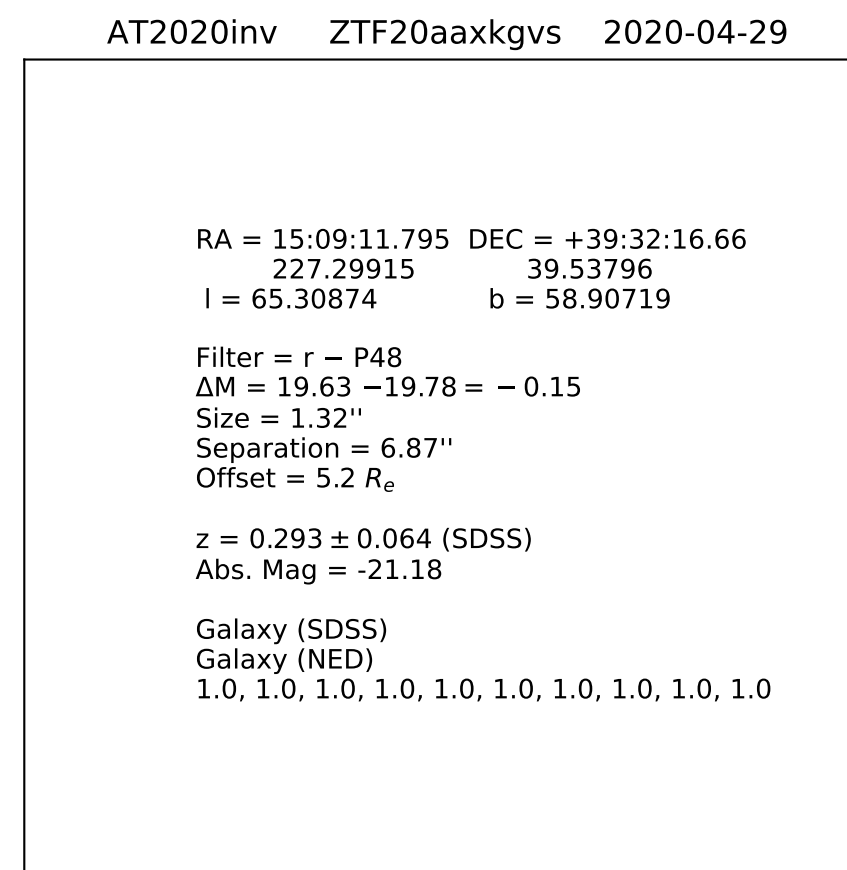 AT2020inv ZTF20aaxkgvs 2020-04-29
RA = 15:09:11.795 DEC = +39:32:16.66
227.29915 39.53796
l = 65.30874 b = 58.90719
Filter = r − P48
ΔM = 19.63 −19.78 = − 0.15
Size = 1.32''
Separation = 6.87''
Offset = 5.2 Re
z = 0.293 ± 0.064 (SDSS)
Abs. Mag = -21.18
Galaxy (SDSS)
Galaxy (NED)
1.0, 1.0, 1.0, 1.0, 1.0, 1.0, 1.0, 1.0, 1.0, 1.0